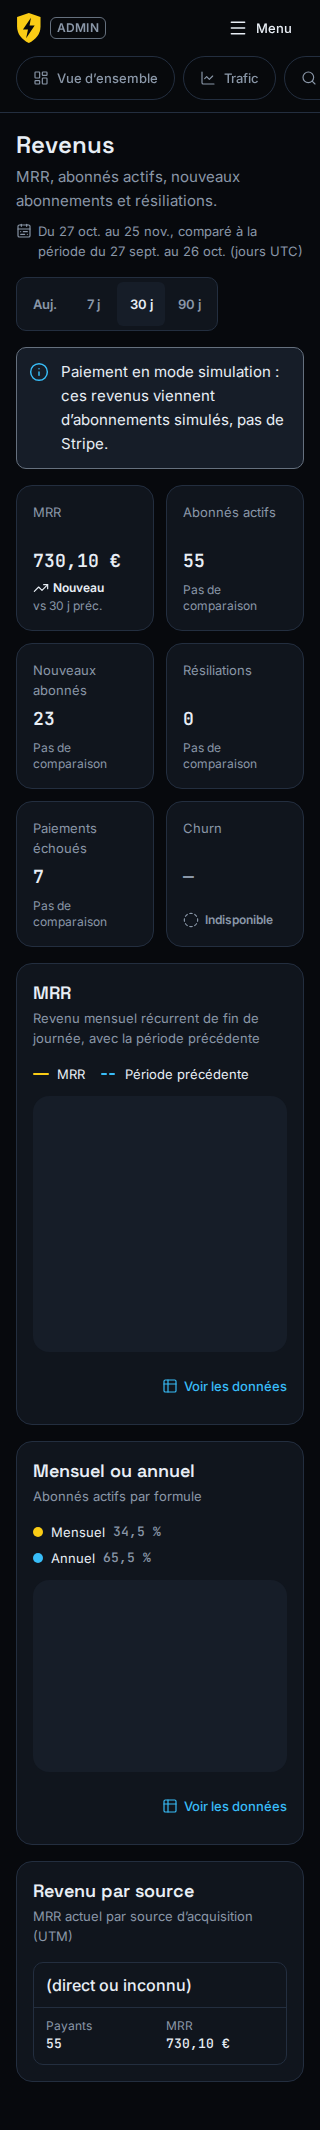 ADMIN
Menu
Vue d’ensemble
Trafic
Revenus
MRR, abonnés actifs, nouveaux
abonnements et résiliations.
Du 27 oct. au 25 nov., comparé à la
période du 27 sept. au 26 oct. (jours UTC)
Auj.
7 j
30 j
90 j
Paiement en mode simulation :
ces revenus viennent
d’abonnements simulés, pas de
Stripe.
MRR
730,10 €
Nouveau
vs 30 j préc.
Abonnés actifs
55
Pas de
comparaison
Nouveaux
abonnés
23
Pas de
comparaison
Résiliations
0
Pas de
comparaison
Paiements
échoués
7
Pas de
comparaison
Churn
—
Indisponible
MRR
Revenu mensuel récurrent de fin de
journée, avec la période précédente
MRR
Période précédente
Voir les données
Mensuel ou annuel
Abonnés actifs par formule
Mensuel 34,5 %
Annuel 65,5 %
Voir les données
Revenu par source
MRR actuel par source d’acquisition
(UTM)
(direct ou inconnu)
Payants
55
MRR
730,10 €